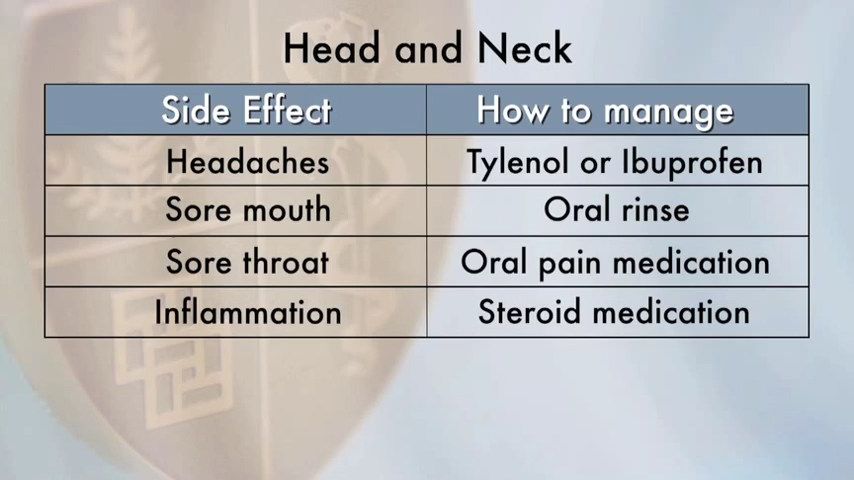 Head and Neck
Side Effect How to manage
Headaches Tylenol or Ibuprofen
Sore mouth Oral rinse
Sore throat Oral pain medication
Inflammation Steroid medication